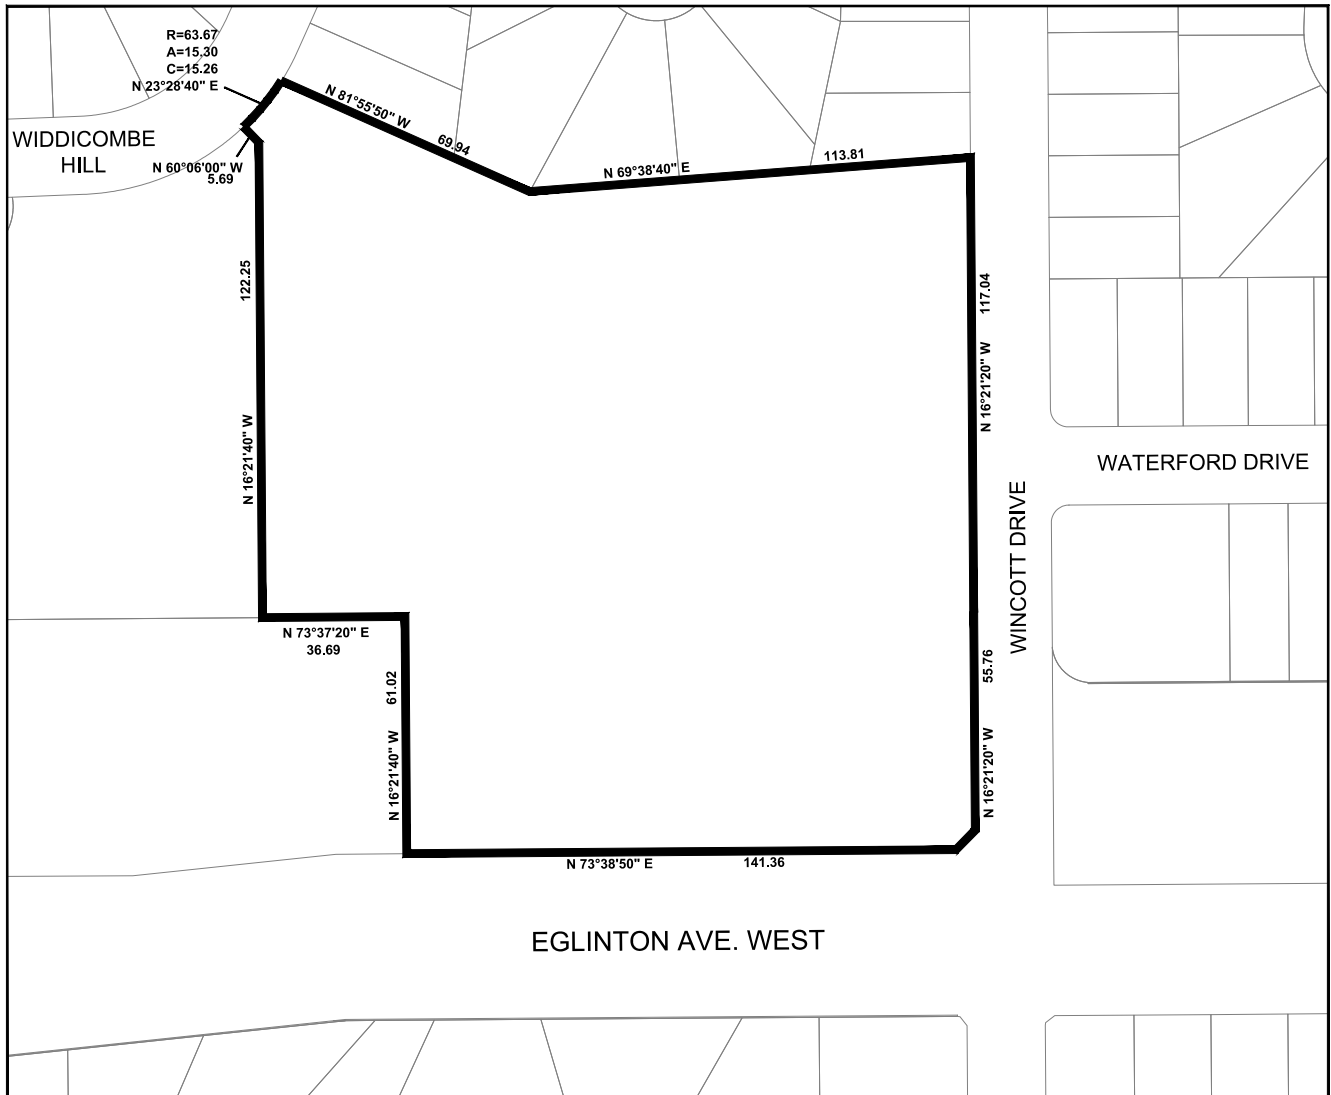 R=63.67
A=15.30
C=15.26
N 23°28'40" E
WIDDICOMBE
HILL
N 60°06'00" W
5.69
N 81°55'50" W
69.94
N 69°38'40" E
113.81
122.25
N 16°21'40" W
117.04
N 16°21'20" W
WATERFORD DRIVE
WINCOTT DRIVE
N 73°37'20" E
36.69
61.02
N 16°21'40" W
55.76
N 16°21'20" W
N 73°38'50" E
141.36
EGLINTON AVE. WEST